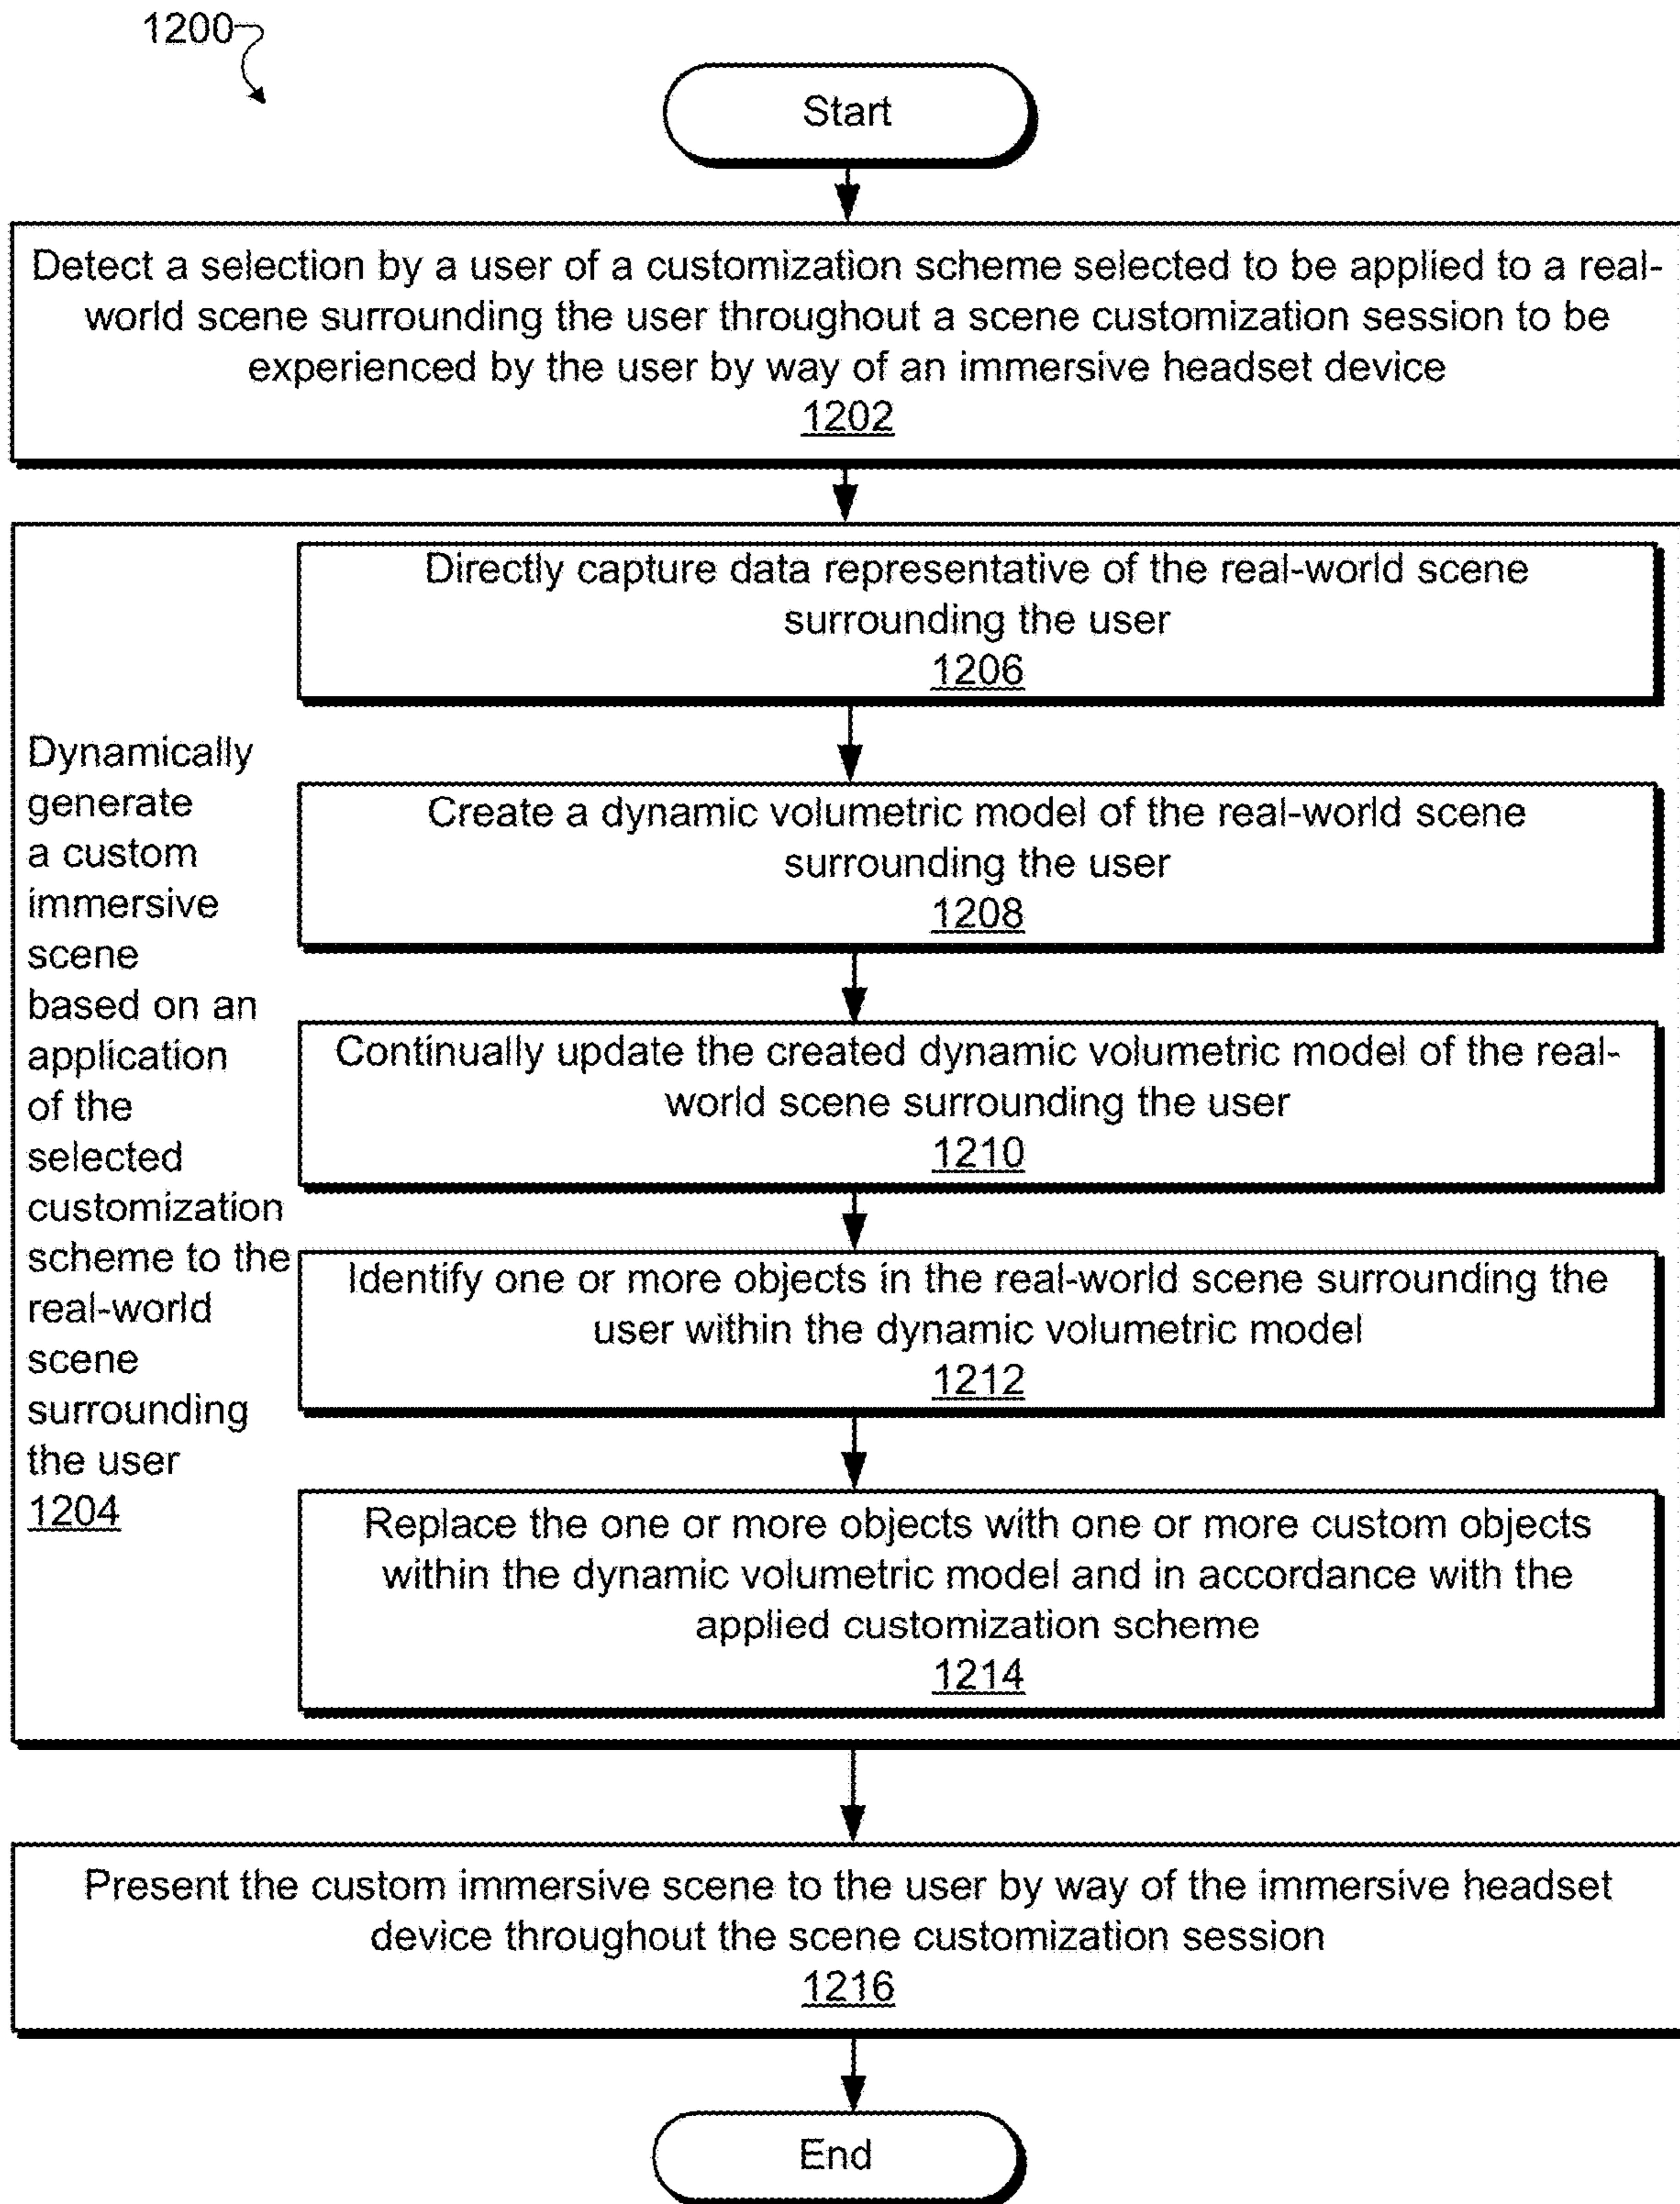 1200
Start
Detect a selection by a user of a customization scheme selected to be applied to a real-
world scene surrounding the user throughout a scene customization session to be
experienced by the user by way of an immersive headset device
1202
Dynamically
generate
a custom
immersive
scene
based on an
application
of the
selected
customization
scheme to the
real-world
scene
surrounding
the user
1204
Directly capture data representative of the real-world scene
surrounding the user
1206
Create a dynamic volumetric model of the real-world scene
surrounding the user
1208
Continually update the created dynamic volumetric model of the real-
world scene surrounding the user
1210
Identify one or more objects in the real-world scene surrounding the
user within the dynamic volumetric model
1212
Replace the one or more objects with one or more custom objects
within the dynamic volumetric model and in accordance with the
applied customization scheme
1214
Present the custom immersive scene to the user by way of the immersive headset
device throughout the scene customization session
1216
End